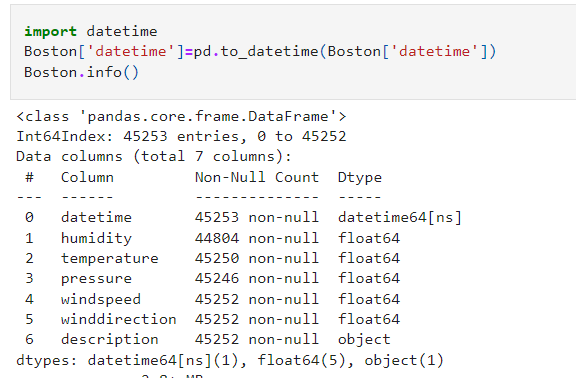 import datetime
Boston['datetime']=pd.to_datetime(Boston['datetime'])
Boston.info()
<class 'pandas.core.frame.DataFrame'>
Int64Index: 45253 entries, 0 to 45252
Data columns (total 7 columns):
 #   Column         Non-Null Count  Dtype
---  ------         --------------  -----
 0   datetime       45253 non-null  datetime64[ns]
 1   humidity       44804 non-null  float64
 2   temperature    45250 non-null  float64
 3   pressure       45246 non-null  float64
 4   windspeed      45252 non-null  float64
 5   winddirection  45252 non-null  float64
 6   description    45252 non-null  object
dtypes: datetime64[ns](1), float64(5), object(1)